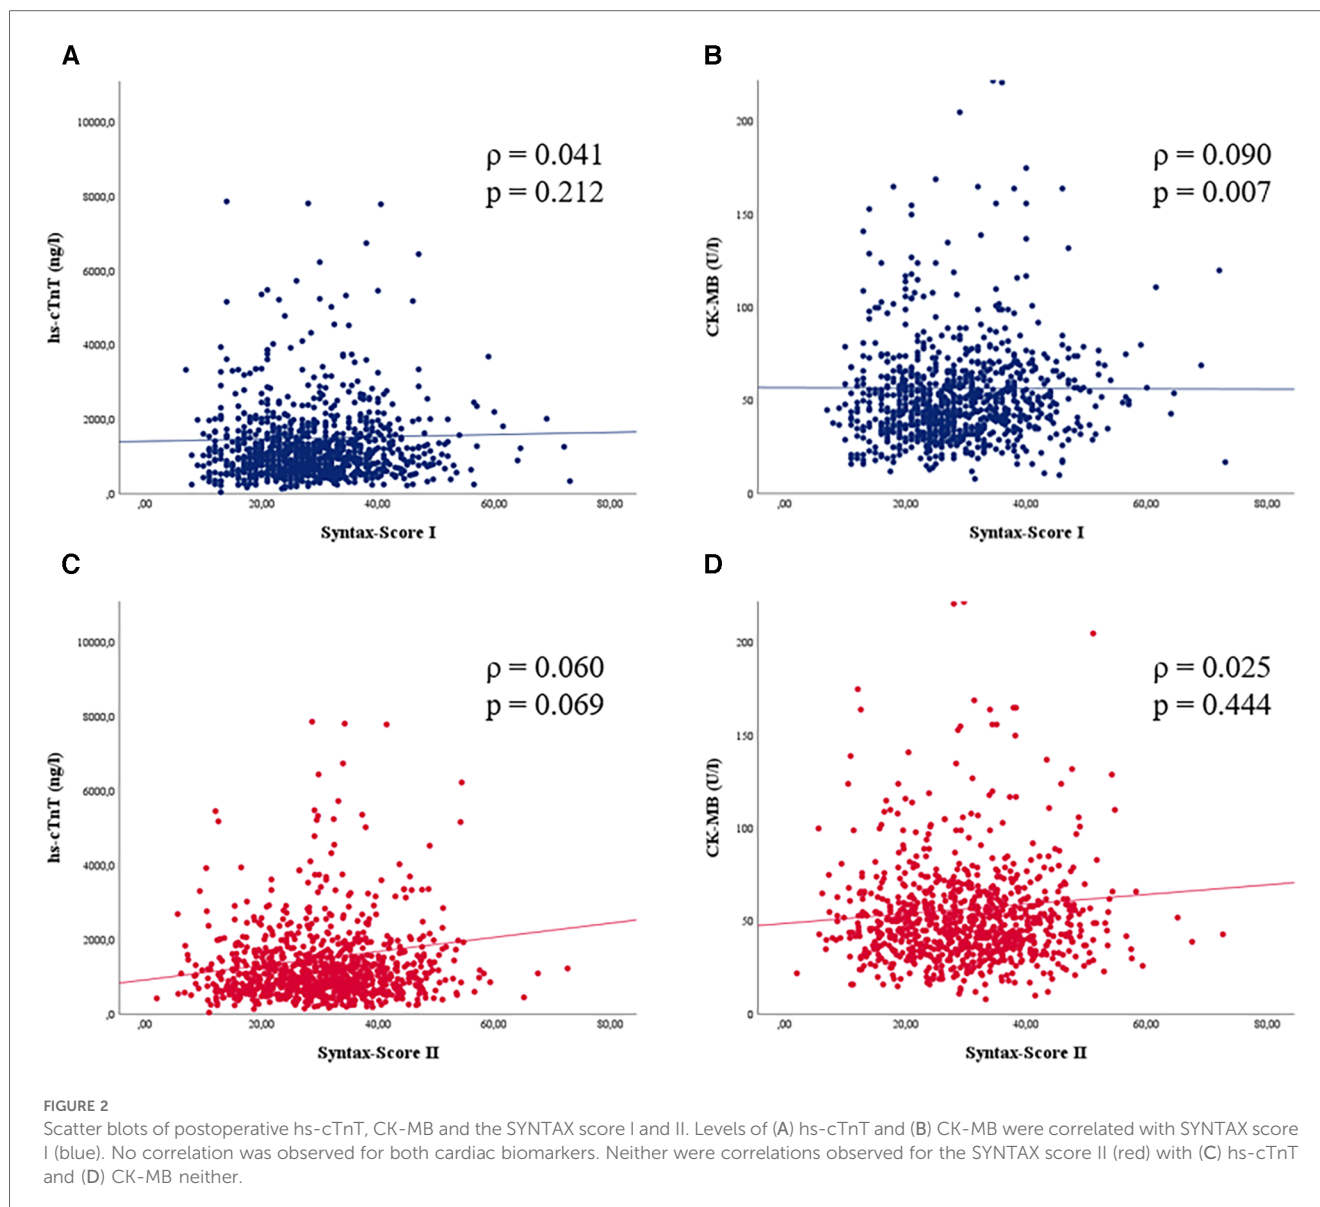 A
10000,0
8000,0
6000,0
4000,0
2000,0
,0
hs-cTnT (ng/l)
ρ = 0.041
p = 0.212
,00 20,00 40,00 60,00 80,00
Syntax-Score I
B
200
150
100
50
0
CK-MB (U/l)
ρ = 0.090
p = 0.007
,00 20,00 40,00 60,00 80,00
Syntax-Score I
C
10000,0
8000,0
6000,0
4000,0
2000,0
,0
hs-cTnT (ng/l)
ρ = 0.060
p = 0.069
,00 20,00 40,00 60,00 80,00
Syntax-Score II
D
200
150
100
50
0
CK-MB (U/l)
ρ = 0.025
p = 0.444
,00 20,00 40,00 60,00 80,00
Syntax-Score II
FIGURE 2
Scatter blots of postoperative hs-cTnT, CK-MB and the SYNTAX score I and II. Levels of (A) hs-cTnT and (B) CK-MB were correlated with SYNTAX score
I (blue). No correlation was observed for both cardiac biomarkers. Neither were correlations observed for the SYNTAX score II (red) with (C) hs-cTnT
and (D) CK-MB neither.